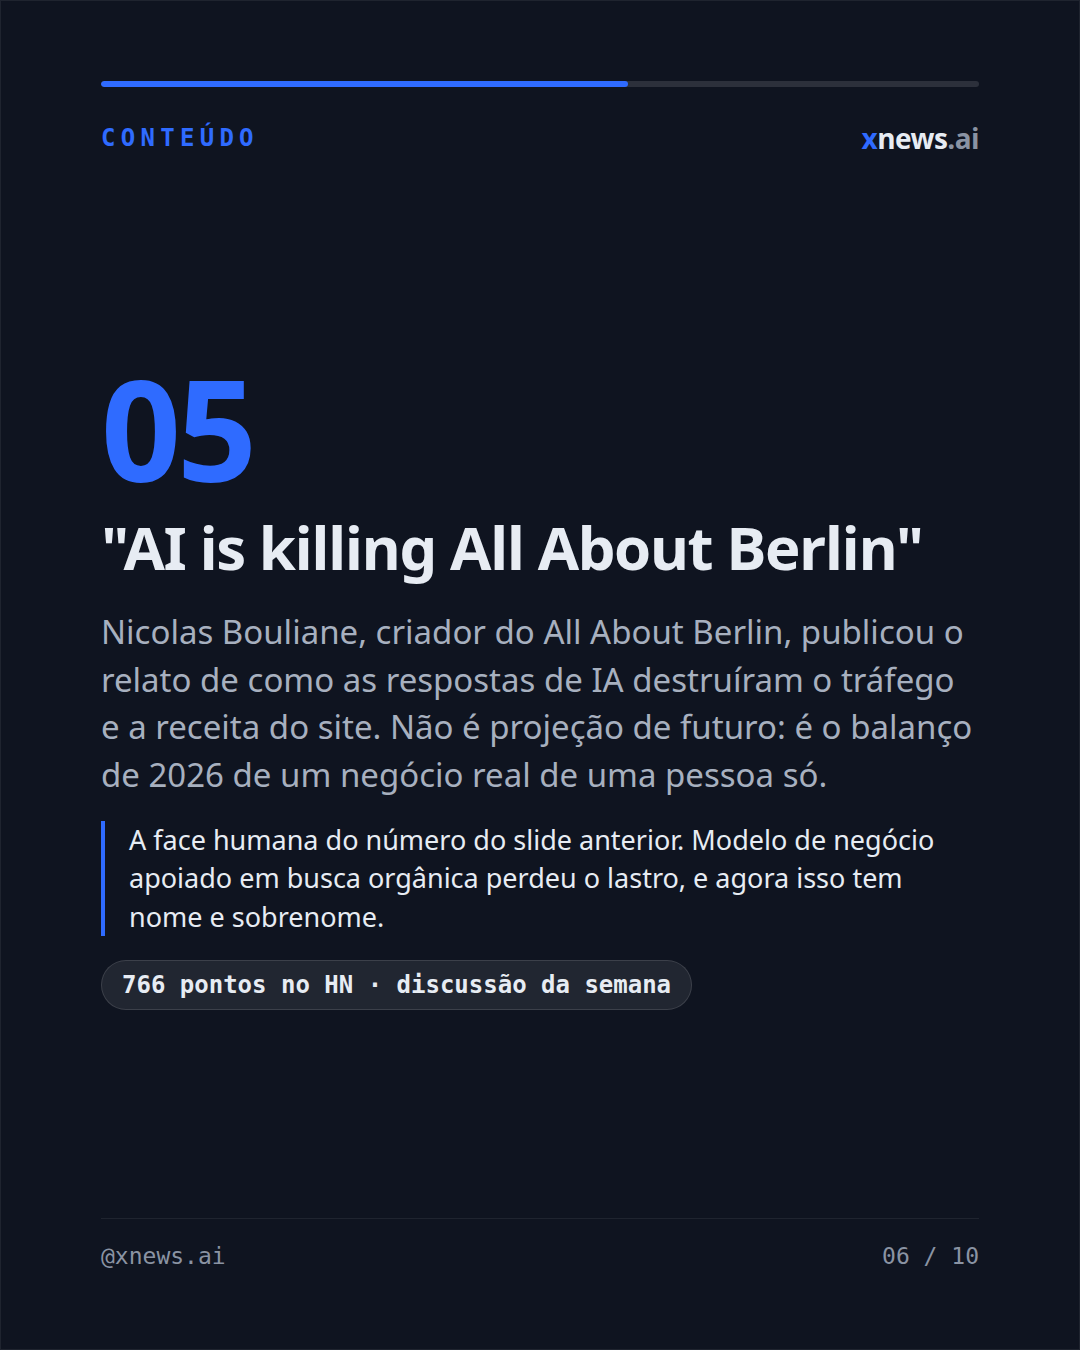 CONTEÚDO
xnews.ai
05
"AI is killing All About Berlin"
Nicolas Bouliane, criador do All About Berlin, publicou o
relato de como as respostas de IA destruíram o tráfego
e a receita do site. Não é projeção de futuro: é o balanço
de 2026 de um negócio real de uma pessoa só.
A face humana do número do slide anterior. Modelo de negócio
apoiado em busca orgânica perdeu o lastro, e agora isso tem
nome e sobrenome.
766 pontos no HN · discussão da semana
@xnews.ai
06 / 10